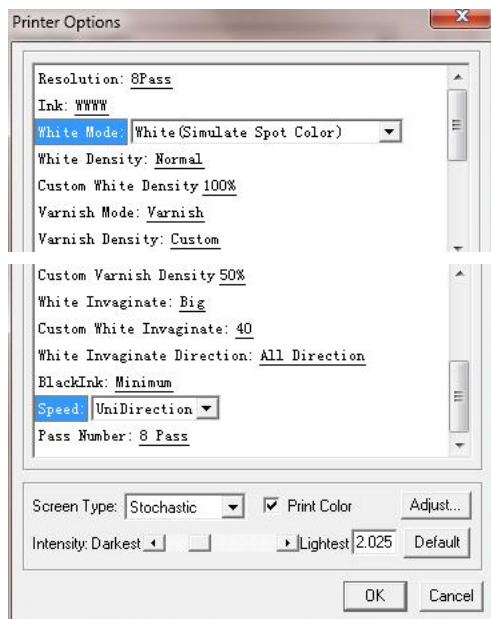 Printer Options
Resolution: 8Pass
Ink: WWWW
White Mode: White(Simulate Spot Color)
White Density: Normal
Custom White Density 100%
Varnish Mode: Varnish
Varnish Density: Custom
Custom Varnish Density 50%
White Invaginate: Big
Custom White Invaginate: 40
White Invaginate Direction: All Direction
BlackInk: Minimum
Speed: UniDirection
Pass Number: 8 Pass
Screen Type: Stochastic Print Color Adjust...
Intensity: Darkest Lightest 2.025 Default
OK Cancel